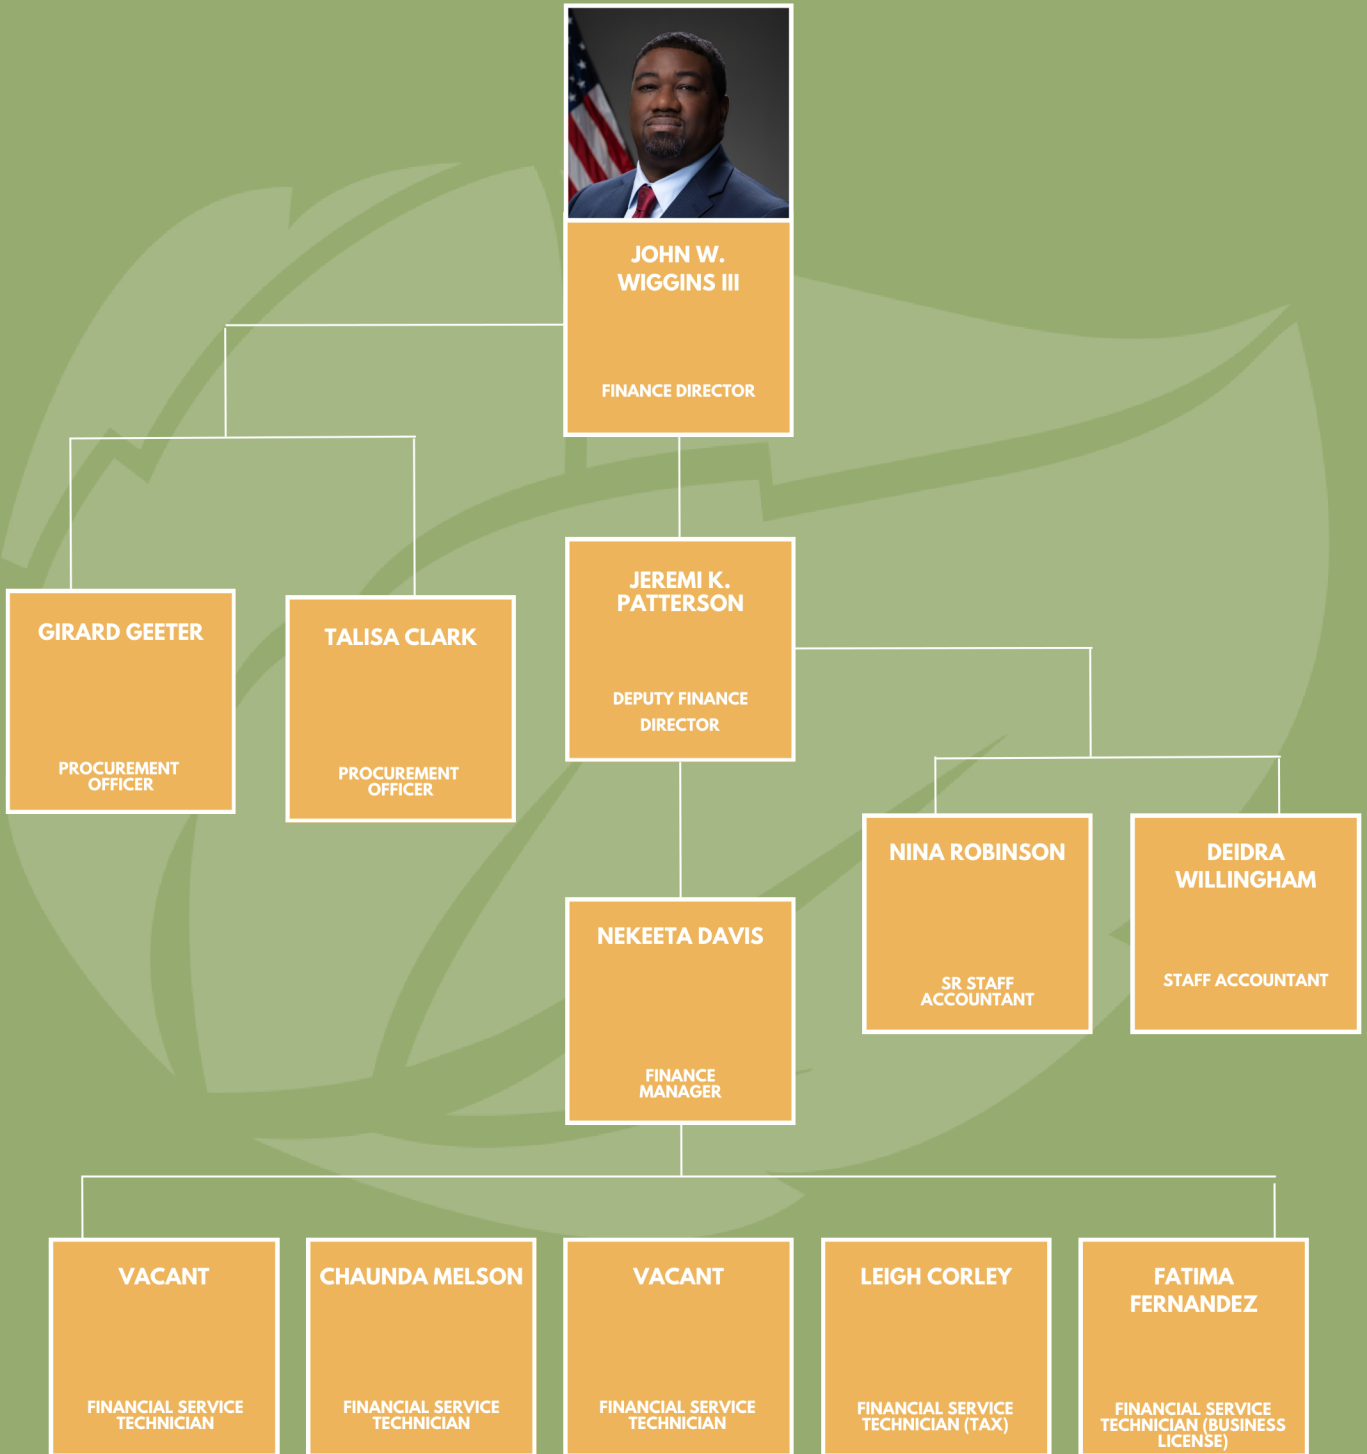 JOHN W.
WIGGINS III
FINANCE DIRECTOR
JEREMI K.
PATTERSON
DEPUTY FINANCE
DIRECTOR
GIRARD GEETER
PROCUREMENT
OFFICER
TALISA CLARK
PROCUREMENT
OFFICER
NINA ROBINSON
SR STAFF
ACCOUNTANT
DEIDRA
WILLINGHAM
STAFF ACCOUNTANT
NEKEETA DAVIS
FINANCE
MANAGER
VACANT
FINANCIAL SERVICE
TECHNICIAN
CHAUNDA MELSON
FINANCIAL SERVICE
TECHNICIAN
VACANT
FINANCIAL SERVICE
TECHNICIAN
LEIGH CORLEY
FINANCIAL SERVICE
TECHNICIAN (TAX)
FATIMA
FERNANDEZ
FINANCIAL SERVICE
TECHNICIAN (BUSINESS
LICENSE)